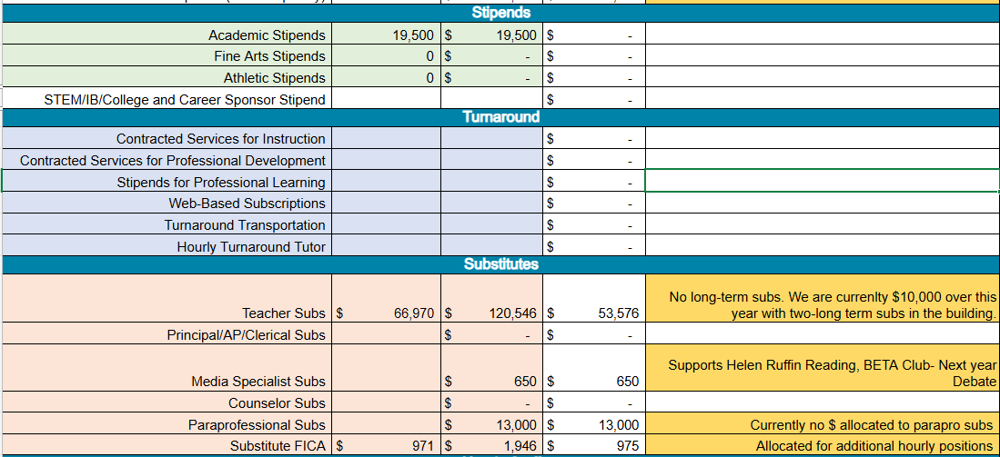 Stipends
Academic Stipends 19,500 $ 19,500 $ -
Fine Arts Stipends 0 $ - $ -
Athletic Stipends 0 $ - $ -
STEM/IB/College and Career Sponsor Stipend $ -
Turnaround
Contracted Services for Instruction $ -
Contracted Services for Professional Development $ -
Stipends for Professional Learning $ -
Web-Based Subscriptions $ -
Turnaround Transportation $ -
Hourly Turnaround Tutor $ -
Substitutes
No long-term subs. We are currenlty $10,000 over this
Teacher Subs $ 66,970 $ 120,546 $ 53,576 year with two-long term subs in the building.
Principal/AP/Clerical Subs $ - $ -
Supports Helen Ruffin Reading, BETA Club- Next year
Media Specialist Subs $ 650 $ 650 Debate
Counselor Subs $ - $ -
Paraprofessional Subs $ 13,000 $ 13,000 Currently no $ allocated to parapro subs
Substitute FICA $ 971 $ 1,946 $ 975 Allocated for additional hourly positions